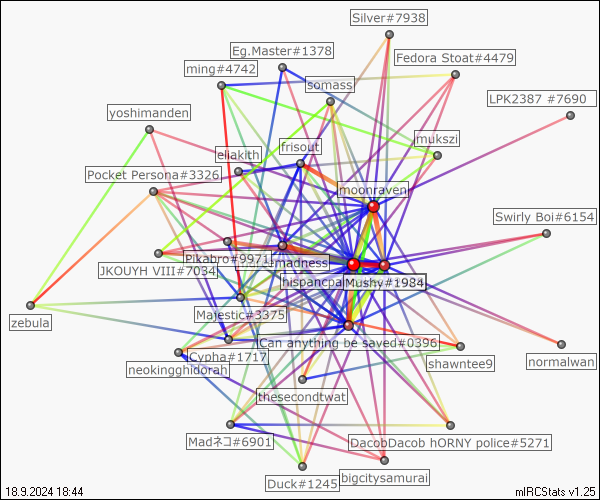 Silver#7938
Eg.Master#1378
Fedora Stoat#4479
ming#4742
somass
LPK2387 #7690
yoshimanden
mukszi
frisout
eliakith
Pocket Persona#3326
moonraven
Swirly Boi#6154
Pikabro#9971
madness
JKOUYH VIII#7034
hispancpa
Mushy#1984
Majestic#3375
zebula
Can anything be saved#0396
Cypha#1717
neokingghidorah
shawntee9
normalwan
thesecondtwat
Madネコ#6901
DacobDacob hORNY police#5271
bigcitysamurai
Duck#1245
18.9.2024 18:44
mIRCStats v1.25